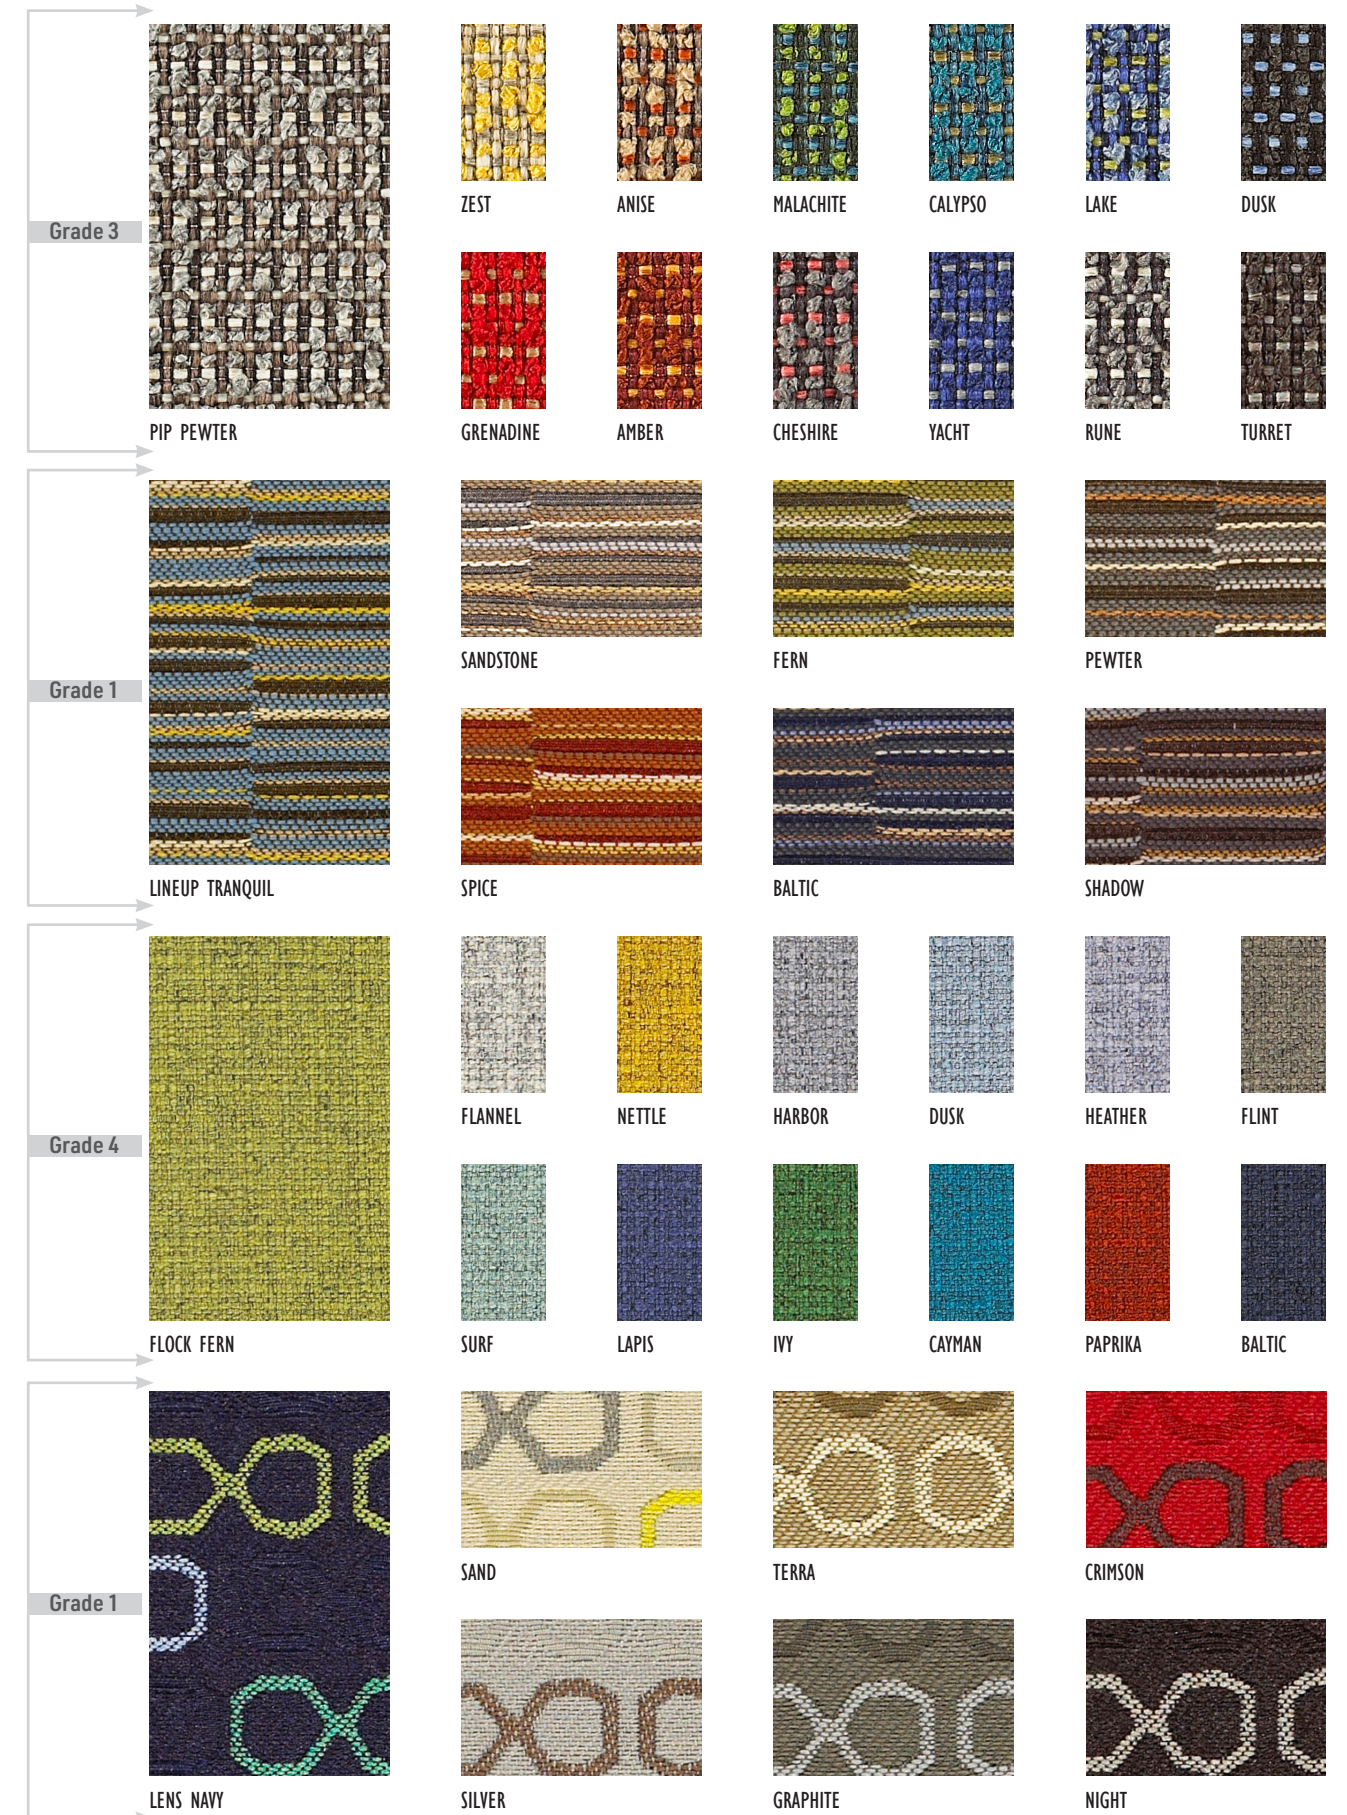 ZEST ANISE MALACHITE CALYPSO LAKE DUSK
Grade 3
PIP PEWTER GRENADINE AMBER CHESHIRE YACHT RUNE TURRET
SANDSTONE FERN PEWTER
Grade 1
LINEUP TRANQUIL SPICE BALTIC SHADOW
FLANNEL NETTLE HARBOR DUSK HEATHER FLINT
Grade 4
FLOCK FERN SURF LAPIS IVY CAYMAN PAPRIKA BALTIC
SAND TERRA CRIMSON
Grade 1
LENS NAVY SILVER GRAPHITE NIGHT